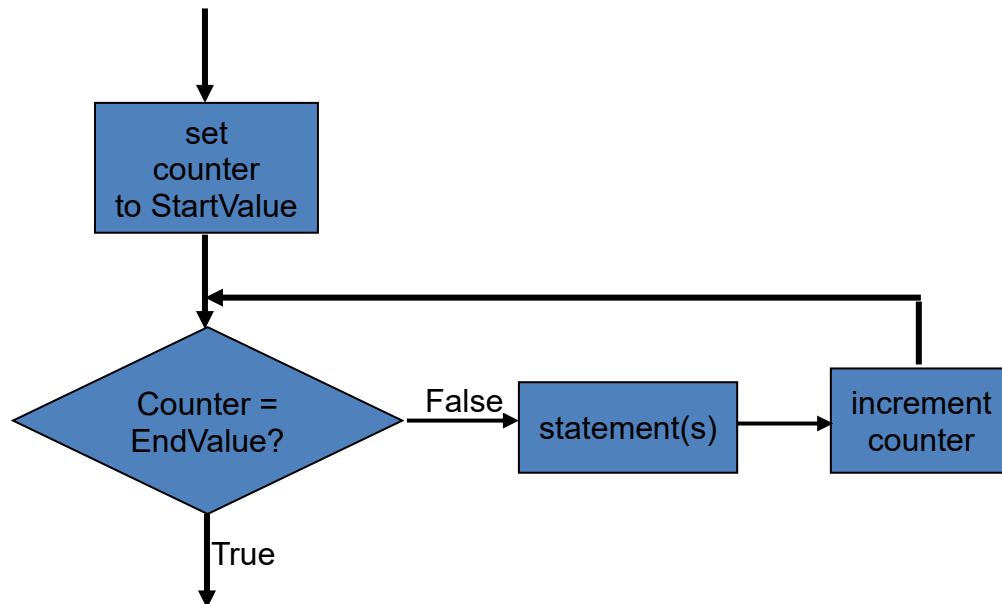 set
counter
to StartValue
Counter =
EndValue?
False
statement(s)
increment
counter
True